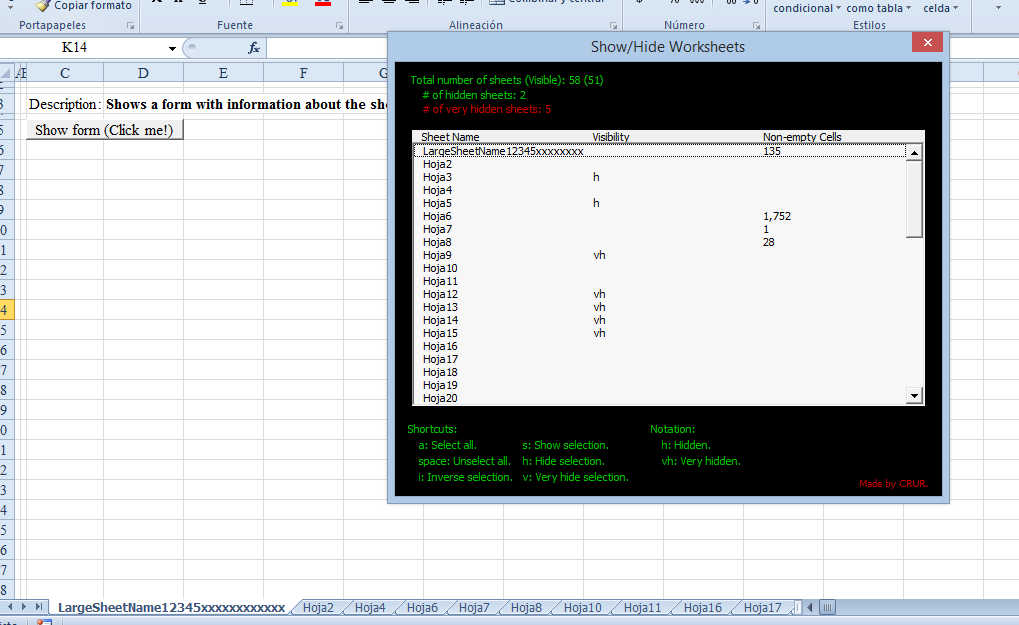 Copiar formato
Combinar y centrar
condicional como tabla celda
Portapapeles Fuente Alineación Número Estilos
K14 fx
Show/Hide Worksheets
C D E F G
Total number of sheets (Visible): 58 (51)
# of hidden sheets: 2
# of very hidden sheets: 5
Description: Shows a form with information about the she
Show form (Click me!)
Sheet Name Visibility Non-empty Cells
LargeSheetName12345xxxxxxxx 135
Hoja2
Hoja3 h
Hoja4
Hoja5 h
Hoja6 1,752
Hoja7 1
Hoja8 28
Hoja9 vh
Hoja10
Hoja11
Hoja12 vh
Hoja13 vh
Hoja14 vh
Hoja15 vh
Hoja16
Hoja17
Hoja18
Hoja19
Hoja20
Shortcuts: Notation:
a: Select all. s: Show selection. h: Hidden.
space: Unselect all. h: Hide selection. vh: Very hidden.
i: Inverse selection. v: Very hide selection.
Made by CRUR.
LargeSheetName12345xxxxxxxxxxxx Hoja2 Hoja4 Hoja6 Hoja7 Hoja8 Hoja10 Hoja11 Hoja16 Hoja17